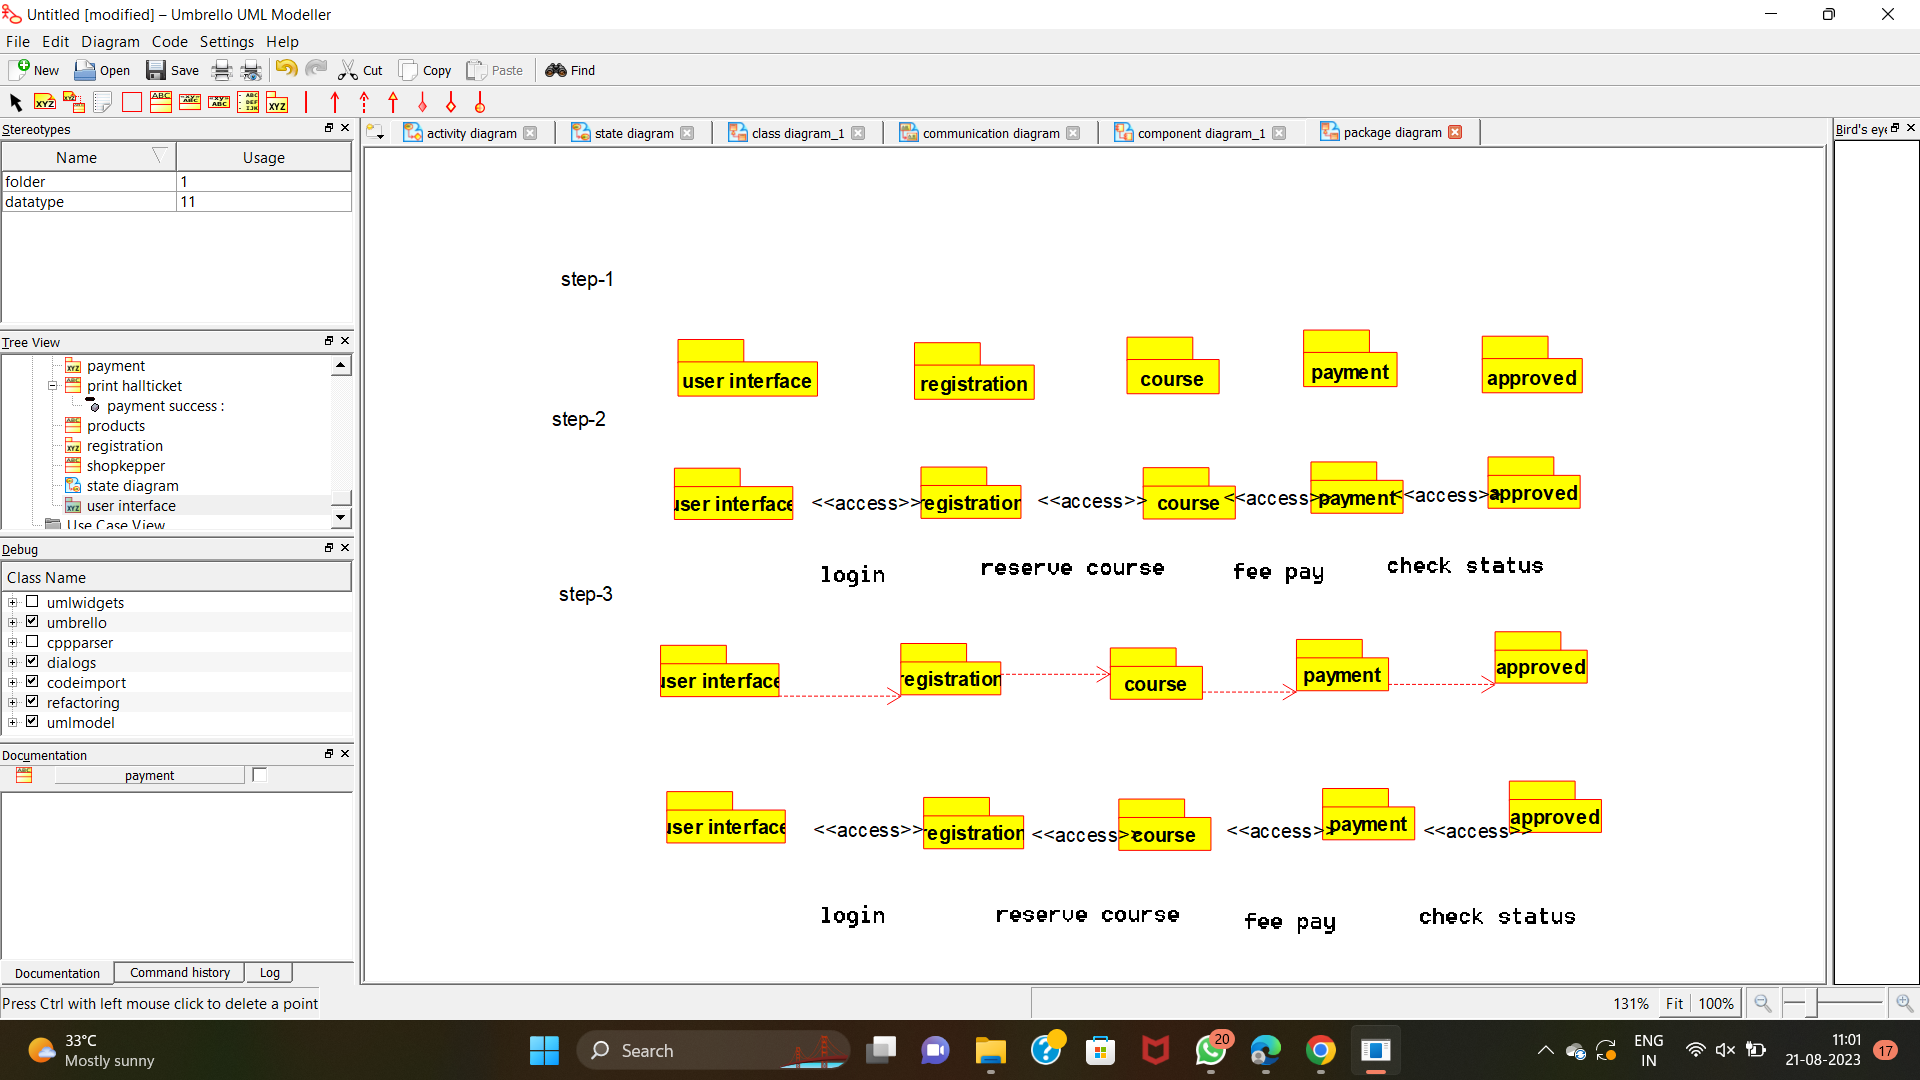 Untitled [modified] – Umbrello UML Modeller
File Edit Diagram Code Settings Help
New Open Save Cut Copy Paste Find
Stereotypes
Name Usage
folder 1
datatype 11
Tree View
payment
print hallticket
payment success :
products
registration
shopkepper
state diagram
user interface
Use Case View
Debug
Class Name
umlwidgets
umbrello
cppparser
dialogs
codeimport
refactoring
umlmodel
Documentation
payment
Documentation Command history Log
activity diagram state diagram class diagram_1 communication diagram component diagram_1 package diagram
Bird's eye
step-1
user interface registration course payment approved
step-2
user interface <<access>> registration <<access>> course <<access>> payment <<access>> approved
login reserve course fee pay check status
step-3
user interface registration course payment approved
user interface <<access>> registration <<access>> course <<access>> payment <<access>> approved
login reserve course fee pay check status
Press Ctrl with left mouse click to delete a point
131% Fit 100%
33°C
Mostly sunny
Search
20
ENG
IN
11:01
21-08-2023
17